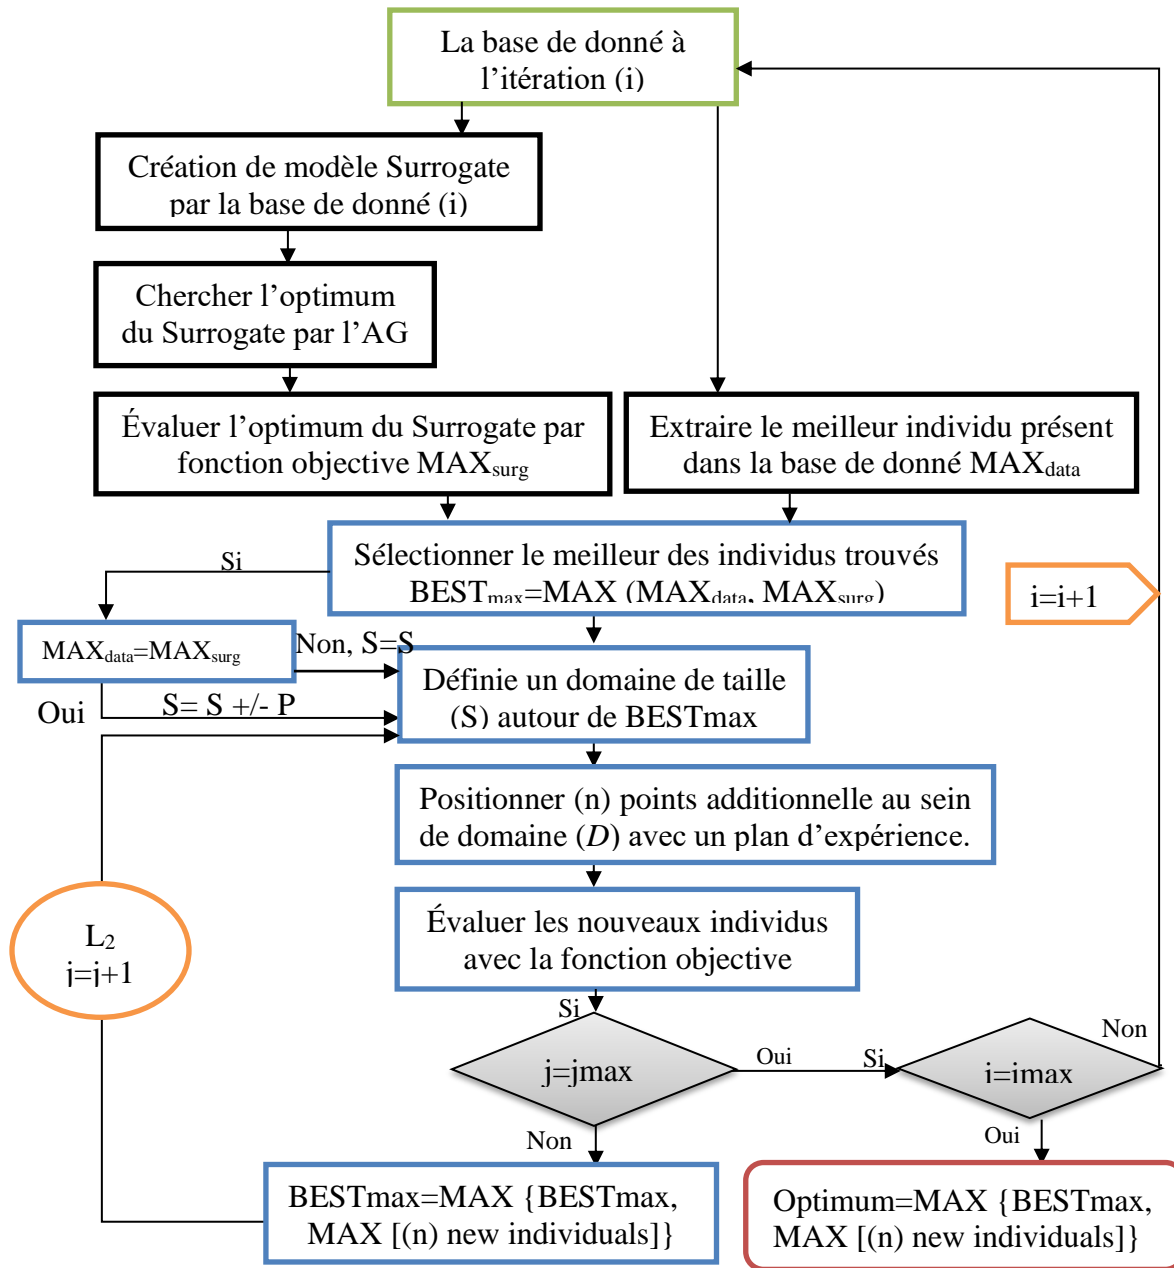 La base de donné à
l’itération (i)
Création de modèle Surrogate
par la base de donné (i)
Chercher l’optimum
du Surrogate par l’AG
Évaluer l’optimum du Surrogate par
fonction objective MAXsurg
Extraire le meilleur individu présent
dans la base de donné MAXdata
Sélectionner le meilleur des individus trouvés
BESTmax=MAX (MAXdata, MAXsurg)
Si
i=i+1
MAXdata=MAXsurg
Non, S=S
Oui
S= S +/- P
Définie un domaine de taille
(S) autour de BESTmax
Positionner (n) points additionnelle au sein
de domaine (D) avec un plan d’expérience.
Évaluer les nouveaux individus
avec la fonction objective
L2
j=j+1
Si
j=jmax
Oui
Si
i=imax
Non
Non
Oui
BESTmax=MAX {BESTmax,
MAX [(n) new individuals]}
Optimum=MAX {BESTmax,
MAX [(n) new individuals]}